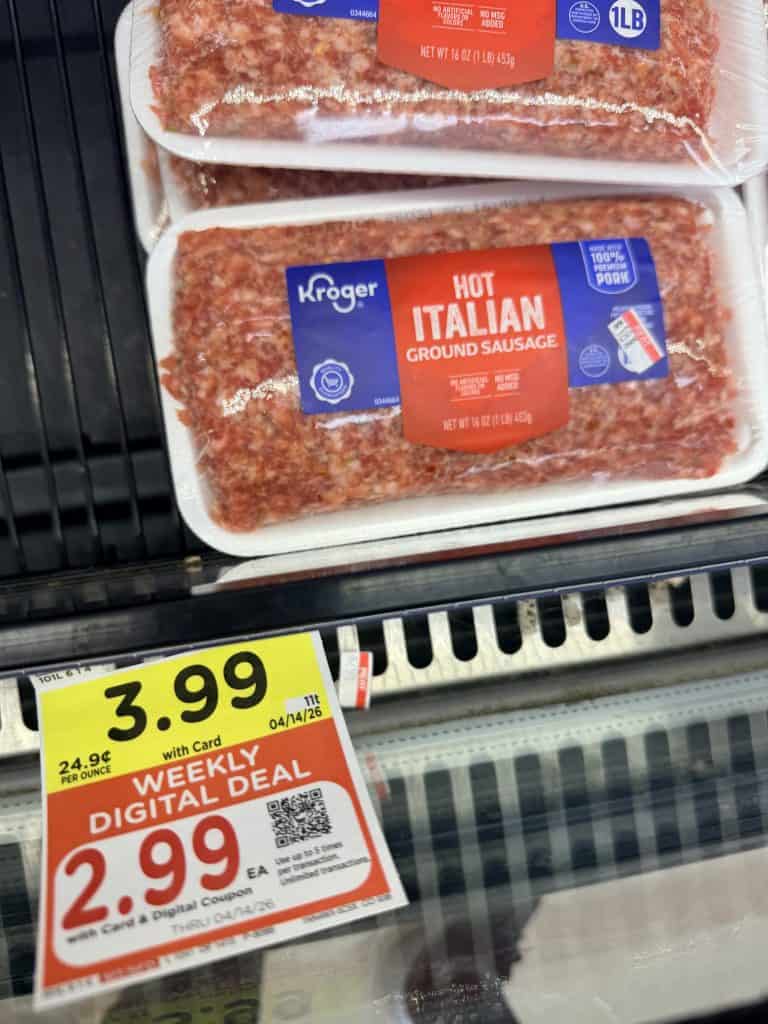 0344664
NO ARTIFICIAL
FLAVORS OR
COLORS
NO MSG
ADDED
NET WT 16 OZ (1 LB) 453g
1LB
Kroger
HOT
ITALIAN
GROUND SAUSAGE
NO ARTIFICIAL
FLAVORS OR
COLORS
NO MSG
ADDED
NET WT 16 OZ (1 LB) 453g
0344664
MADE WITH
100%
PREMIUM
PORK
3.99
11t
04/14/26
24.9¢
PER OUNCE
with Card
WEEKLY
DIGITAL DEAL
2.99 EA
with Card & Digital Coupon
THRU 04/14/26
Use up to 5 times
per transaction.
Unlimited transactions.